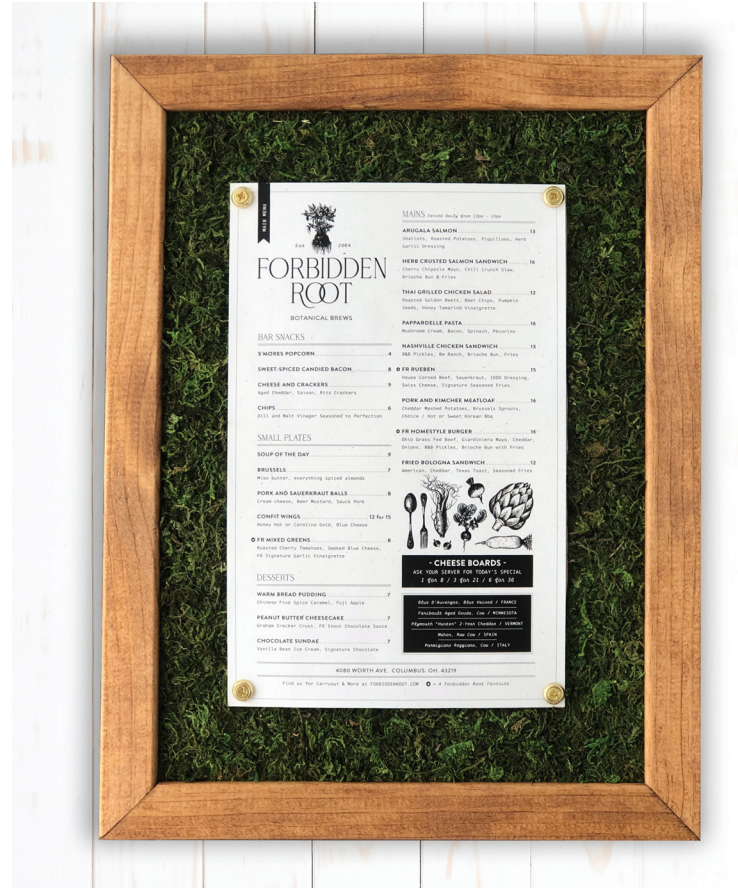 Est 2004
FORBIDDEN
ROOT
BOTANICAL BREWS
BAR SNACKS
S'MORES POPCORN 4
SWEET-SPICED CANDIED BACON 8
CHEESE AND CRACKERS 9
Aged Cheddar, Saison, Ritz Crackers
CHIPS 6
Dill and Malt Vinegar Seasoned to Perfection
SMALL PLATES
SOUP OF THE DAY 9
BRUSSELS 7
Miso butter, everything spiced almonds
PORK AND SAUERKRAUT BALLS 8
Cream cheese, Beer Mustard, Sauce Pork
CONFIT WINGS 12 for 15
Honey Hot or Carolina Gold, Blue Cheese
FR MIXED GREENS 8
Roasted Cherry Tomatoes, Smoked Blue Cheese,
FR Signature Garlic Vinaigrette
DESSERTS
WARM BREAD PUDDING 7
Chinese Five Spice Caramel, Fuji Apple
PEANUT BUTTER CHEESECAKE 7
Graham Cracker Crust, FR Stout Chocolate Sauce
CHOCOLATE SUNDAE 7
Vanilla Bean Ice Cream, Signature Chocolate
MAINS Served Daily from 12pm - 10pm
ARUGALA SALMON 13
Shallots, Roasted Potatoes, Piquillios, Herb
Garlic Dressing
HERB CRUSTED SALMON SANDWICH 16
Cherry Chipotle Mayo, Chili Crunch Slaw,
Brioche Bun & Fries
THAI GRILLED CHICKEN SALAD 12
Roasted Golden Beets, Beet Chips, Pumpkin
Seeds, Honey Tamarind Vinaigrette
PAPPARDELLE PASTA 16
Mushroom Cream, Bacon, Spinach, Pecorino
NASHVILLE CHICKEN SANDWICH 13
B&B Pickles, Bw Ranch, Brioche Bun, Fries
FR RUEBEN 15
House Corned Beef, Sauerkraut, 1000 Dressing,
Swiss Cheese, Signature Seasoned Fries
PORK AND KIMCHEE MEATLOAF 16
Cheddar Mashed Potatoes, Brussels Sprouts,
Choice / Hot or Sweet Korean Bbq
FR HOMESTYLE BURGER 16
Ohio Grass Fed Beef, Giardiniera Mayo, Cheddar,
Onions, B&B Pickles, Brioche Bun with Fries
FRIED BOLOGNA SANDWICH 12
American, Cheddar, Texas Toast, Seasoned Fries
- CHEESE BOARDS -
ASK YOUR SERVER FOR TODAY'S SPECIAL
1 for 8 / 3 for 21 / 6 for 36
Blue D'Auvergne, Blue Veined / FRANCE
Fenibault Aged Gouda, Cow / MINNESOTA
Plymouth "Hunter" 2-Year Cheddar / VERMONT
Mahon, Raw Cow / SPAIN
Parmigiano Reggiano, Cow / ITALY
4080 WORTH AVE. COLUMBUS. OH. 43219
Find us for Carryout & More at FORBIDDENROOT.COM = A Forbidden Root Favorite